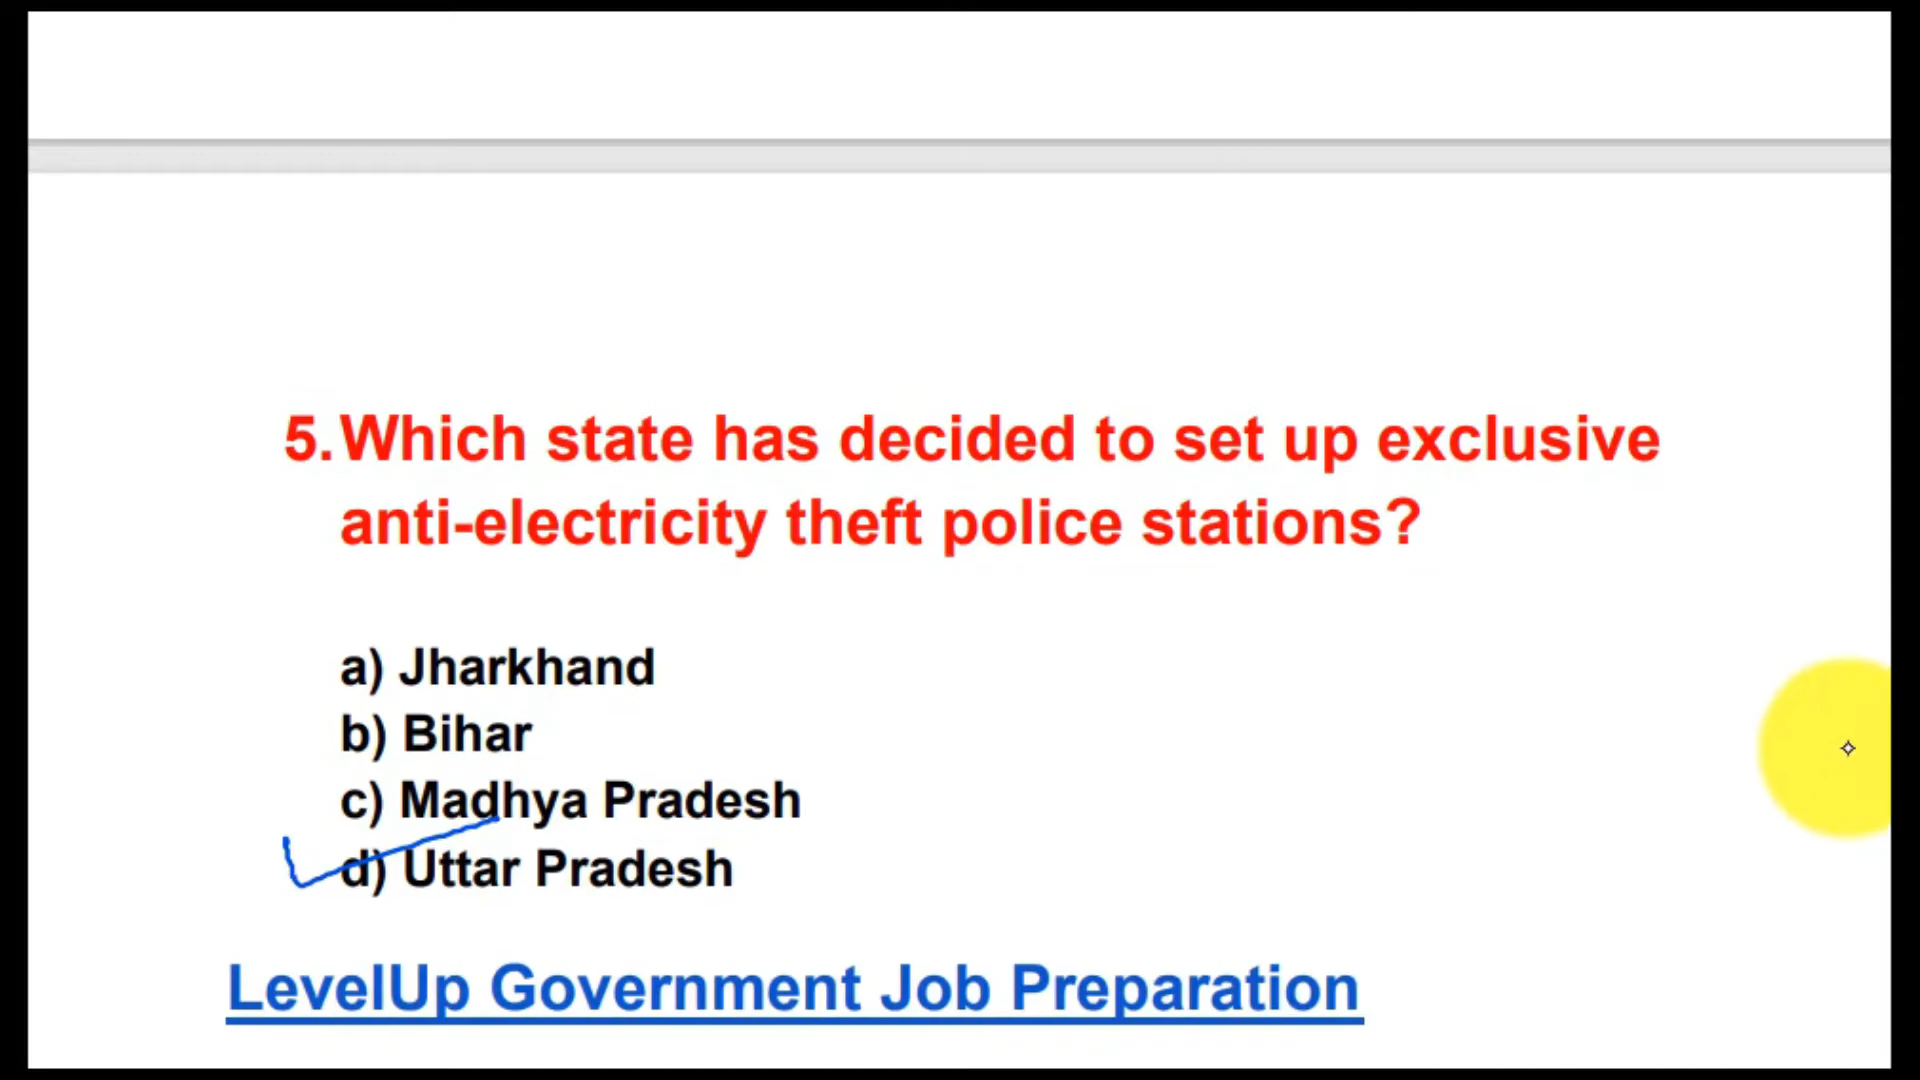 5. Which state has decided to set up exclusive
anti-electricity theft police stations?
a) Jharkhand
b) Bihar
c) Madhya Pradesh
d) Uttar Pradesh
LevelUp Government Job Preparation